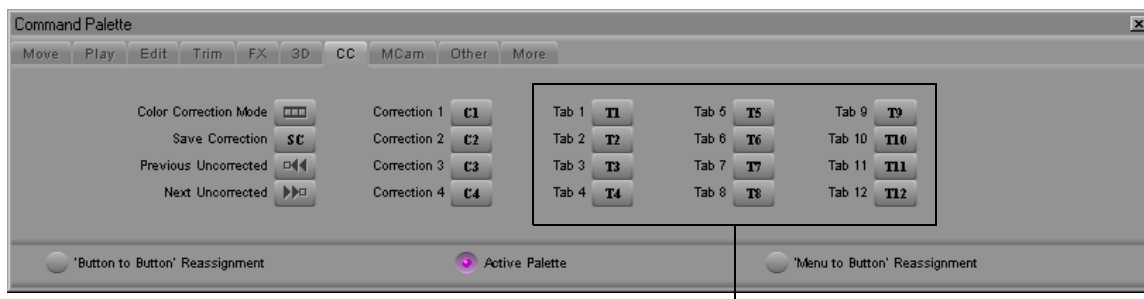 Command Palette
Move Play Edit Trim FX 3D CC MCam Other More
Color Correction Mode Correction 1 C1 Tab 1 T1 Tab 5 T5 Tab 9 T9
Save Correction SC Correction 2 C2 Tab 2 T2 Tab 6 T6 Tab 10 T10
Previous Uncorrected Correction 3 C3 Tab 3 T3 Tab 7 T7 Tab 11 T11
Next Uncorrected Correction 4 C4 Tab 4 T4 Tab 8 T8 Tab 12 T12
'Button to Button' Reassignment Active Palette 'Menu to Button' Reassignment